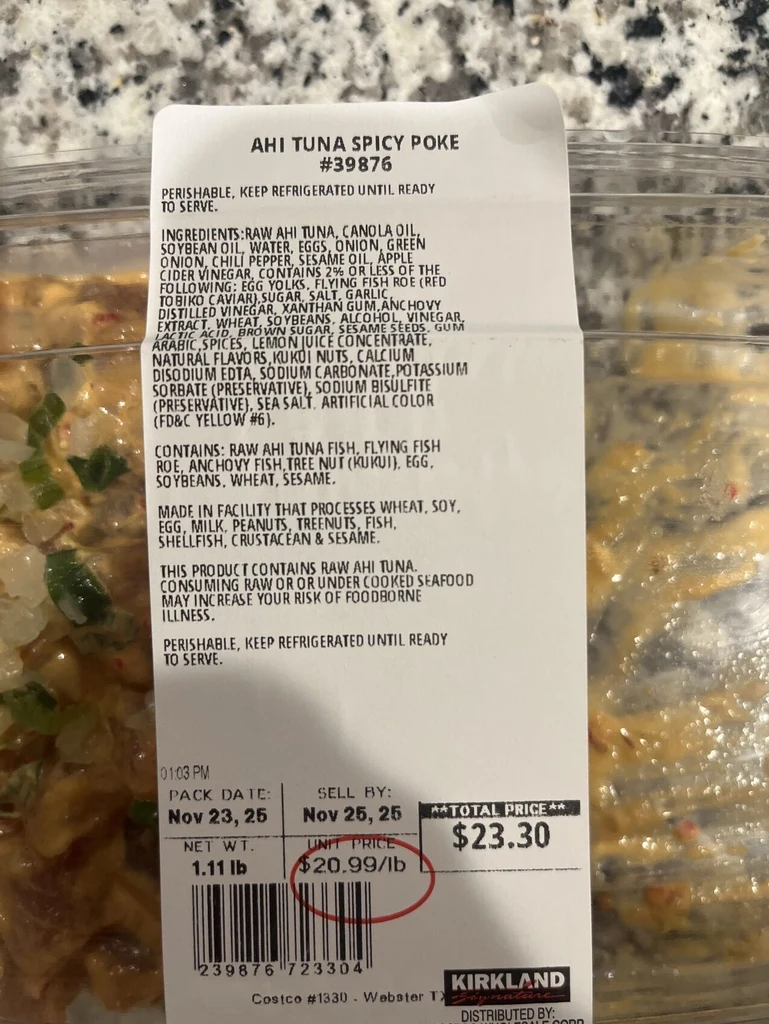 AHI TUNA SPICY POKE
#39876
PERISHABLE, KEEP REFRIGERATED UNTIL READY
TO SERVE.
INGREDIENTS:RAW AHI TUNA, CANOLA OIL,
SOYBEAN OIL, WATER, EGGS, ONION, GREEN
ONION, CHILI PEPPER, SESAME OIL, APPLE
CIDER VINEGAR, CONTAINS 2% OR LESS OF THE
FOLLOWING: EGG YOLKS, FLYING FISH ROE (RED
TOBIKO CAVIAR),SUGAR, SALT, GARLIC,
DISTILLED VINEGAR, XANTHAN GUM,ANCHOVY
EXTRACT, WHEAT, SOYBEANS, ALCOHOL, VINEGAR,
LACTIC ACID, BROWN SUGAR, SESAME SEEDS, GUM
ARABIC,SPICES, LEMON JUICE CONCENTRATE,
NATURAL FLAVORS,KUKUI NUTS, CALCIUM
DISODIUM EDTA, SODIUM CARBONATE,POTASSIUM
SORBATE (PRESERVATIVE), SODIUM BISULFITE
(PRESERVATIVE), SEA SALT. ARTIFICIAL COLOR
(FD&C YELLOW #6).
CONTAINS: RAW AHI TUNA FISH, FLYING FISH
ROE, ANCHOVY FISH,TREE NUT (KUKUI), EGG,
SOYBEANS, WHEAT, SESAME.
MADE IN FACILITY THAT PROCESSES WHEAT, SOY,
EGG, MILK, PEANUTS, TREENUTS, FISH,
SHELLFISH, CRUSTACEAN & SESAME.
THIS PRODUCT CONTAINS RAW AHI TUNA.
CONSUMING RAW OR OR UNDER COOKED SEAFOOD
MAY INCREASE YOUR RISK OF FOODBORNE
ILLNESS.
PERISHABLE, KEEP REFRIGERATED UNTIL READY
TO SERVE.
01:03 PM
PACK DATE: SELL BY:
Nov 23, 25 Nov 25, 25
**TOTAL PRICE**
$23.30
NET WT. UNIT PRICE
1.11 lb $20.99/lb
239876 723304
Costco #1330 - Webster TX
KIRKLAND
Signature
DISTRIBUTED BY: